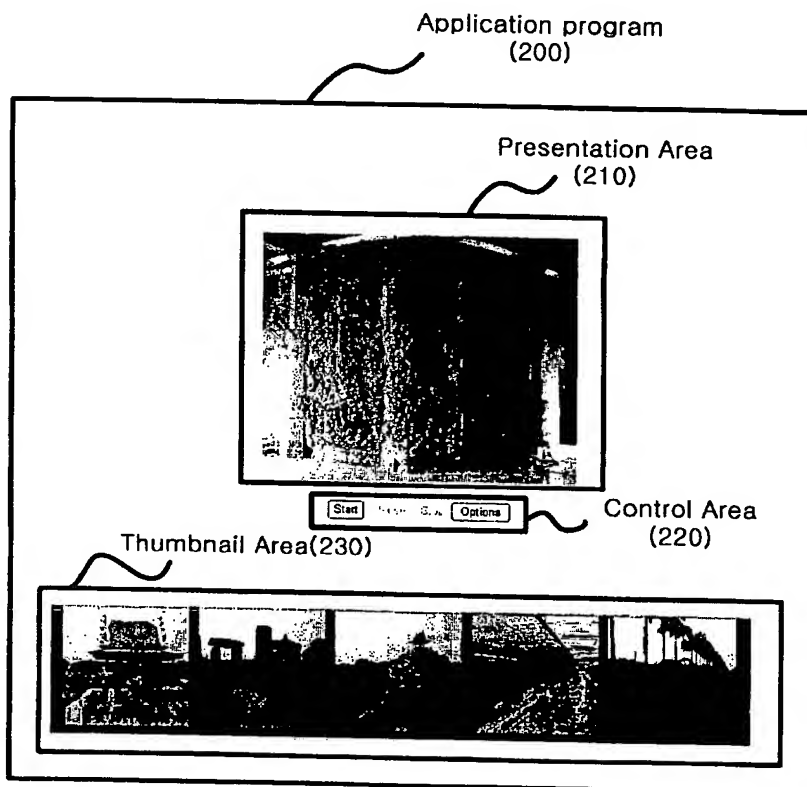 Application program
(200)
Presentation Area
(210)
Start Options
Control Area
(220)
Thumbnail Area(230)